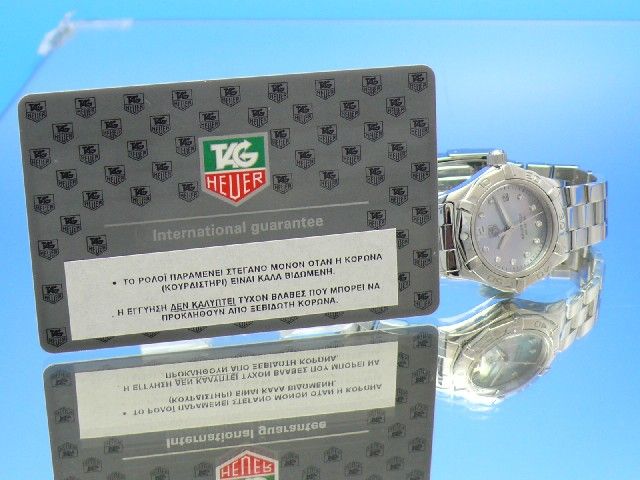 TAG
HEUER
International guarantee
• ΤΟ ΡΟΛΟΪ ΠΑΡΑΜΕΝΕΙ ΣΤΕΓΑΝΟ ΜΟΝΟΝ ΟΤΑΝ Η ΚΟΡΩΝΑ
(ΚΟΥΡΔΙΣΤΗΡΙ) ΕΙΝΑΙ ΚΑΛΑ ΒΙΔΩΜΕΝΗ.
. Η ΕΓΓΥΗΣΗ ΔΕΝ ΚΑΛΥΠΤΕΙ ΤΥΧΟΝ ΒΛΑΒΕΣ ΠΟΥ ΜΠΟΡΕΙ ΝΑ
ΠΡΟΚΛΗΘΟΥΝ ΑΠΟ ΞΕΒΙΔΩΤΗ ΚΟΡΩΝΑ.